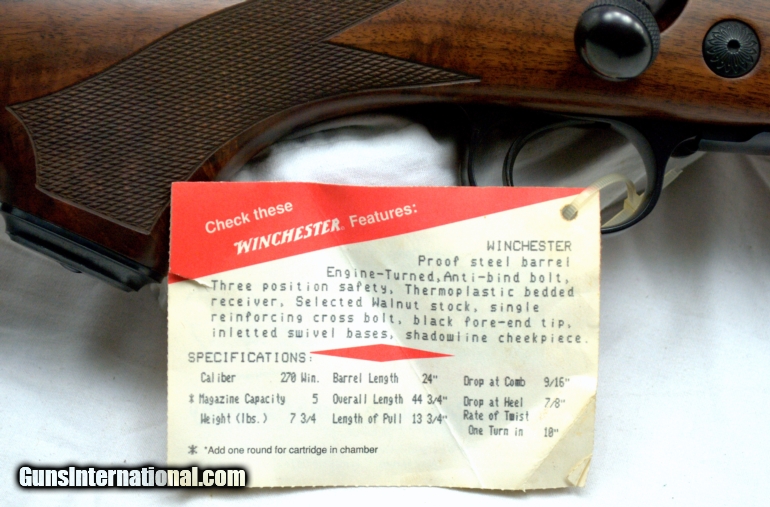 Check these
WINCHESTER® Features:
WINCHESTER
Proof steel barrel
Engine-Turned, Anti-bind bolt,
Three position safety, Thermoplastic bedded
receiver, Selected Walnut stock, single
reinforcing cross bolt, black fore-end tip,
inletted swivel bases, shadowline cheekpiece.
SPECIFICATIONS:
Caliber 270 Win. Barrel Length 24" Drop at Comb 9/16"
* Magazine Capacity 5 Overall Length 44 3/4" Drop at Heel 7/8"
Weight (lbs.) 7 3/4 Length of Pull 13 3/4" Rate of Twist
One Turn in 10"
* *Add one round for cartridge in chamber
GunsInternational.com